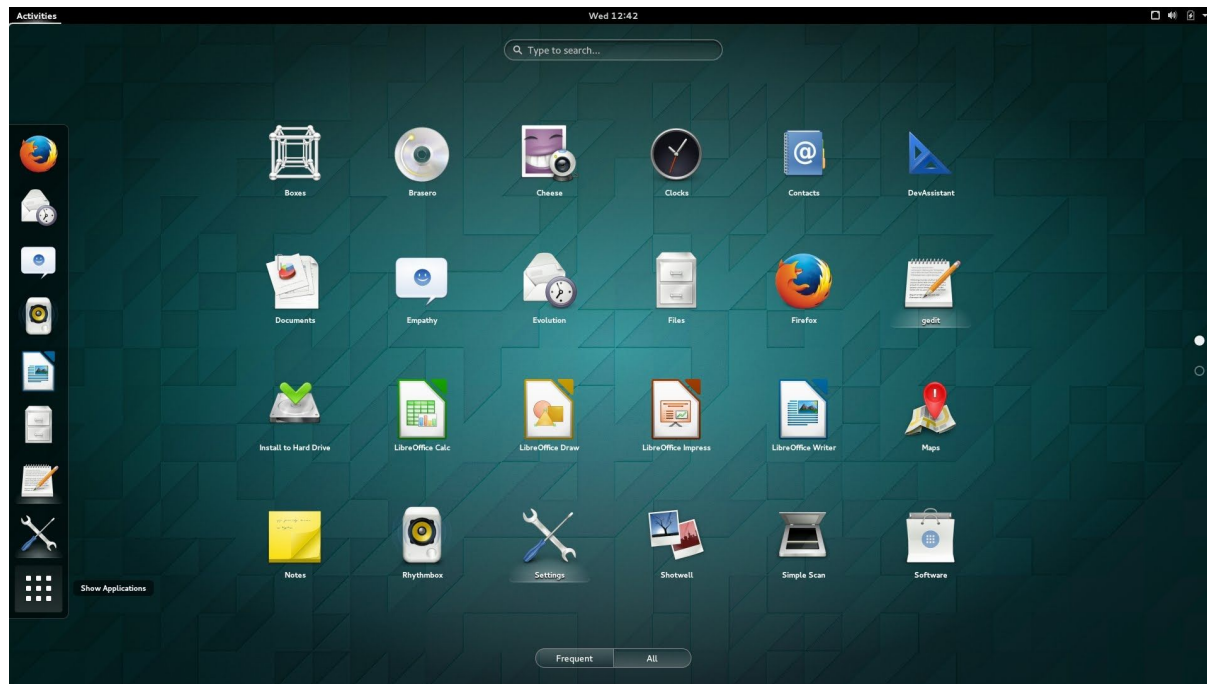 Activities
Wed 12:42
Type to search...
Boxes
Brasero
Cheese
Clocks
Contacts
DevAssistant
Documents
Empathy
Evolution
Files
Firefox
gedit
Install to Hard Drive
LibreOffice Calc
LibreOffice Draw
LibreOffice Impress
LibreOffice Writer
Maps
Notes
Rhythmbox
Settings
Shotwell
Simple Scan
Software
Show Applications
Frequent
All